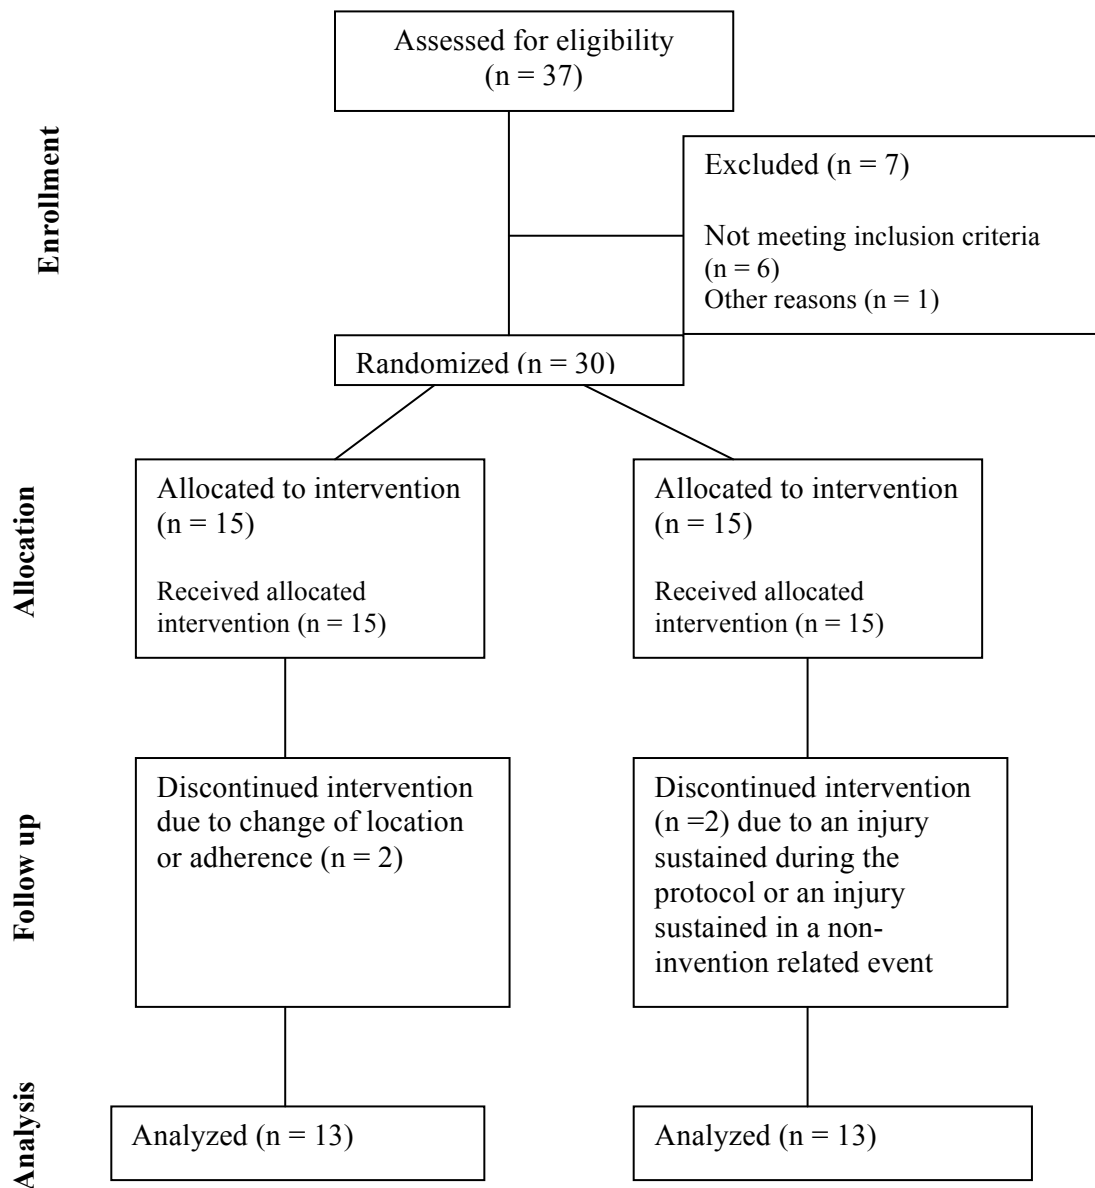 Assessed for eligibility
(n = 37)
Enrollment
Excluded (n = 7)
Not meeting inclusion criteria
(n = 6)
Other reasons (n = 1)
Randomized (n = 30)
Allocation
Allocated to intervention
(n = 15)
Received allocated
intervention (n = 15)
Allocated to intervention
(n = 15)
Received allocated
intervention (n = 15)
Follow up
Discontinued intervention
due to change of location
or adherence (n = 2)
Discontinued intervention
(n =2) due to an injury
sustained during the
protocol or an injury
sustained in a non-
invention related event
Analysis
Analyzed (n = 13)
Analyzed (n = 13)